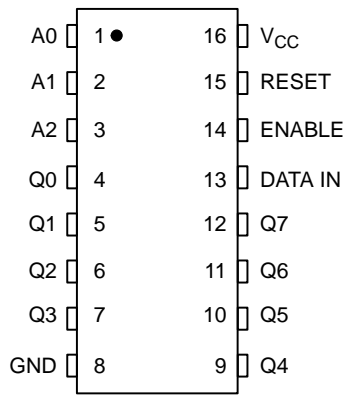 A0 1 16 VCC
A1 2 15 RESET
A2 3 14 ENABLE
Q0 4 13 DATA IN
Q1 5 12 Q7
Q2 6 11 Q6
Q3 7 10 Q5
GND 8 9 Q4